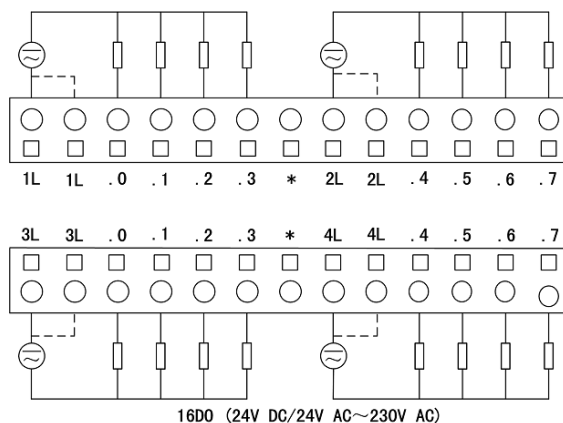 1L 1L .0 .1 .2 .3 * 2L 2L .4 .5 .6 .7
3L 3L .0 .1 .2 .3 * 4L 4L .4 .5 .6 .7
16DO (24V DC/24V AC～230V AC)